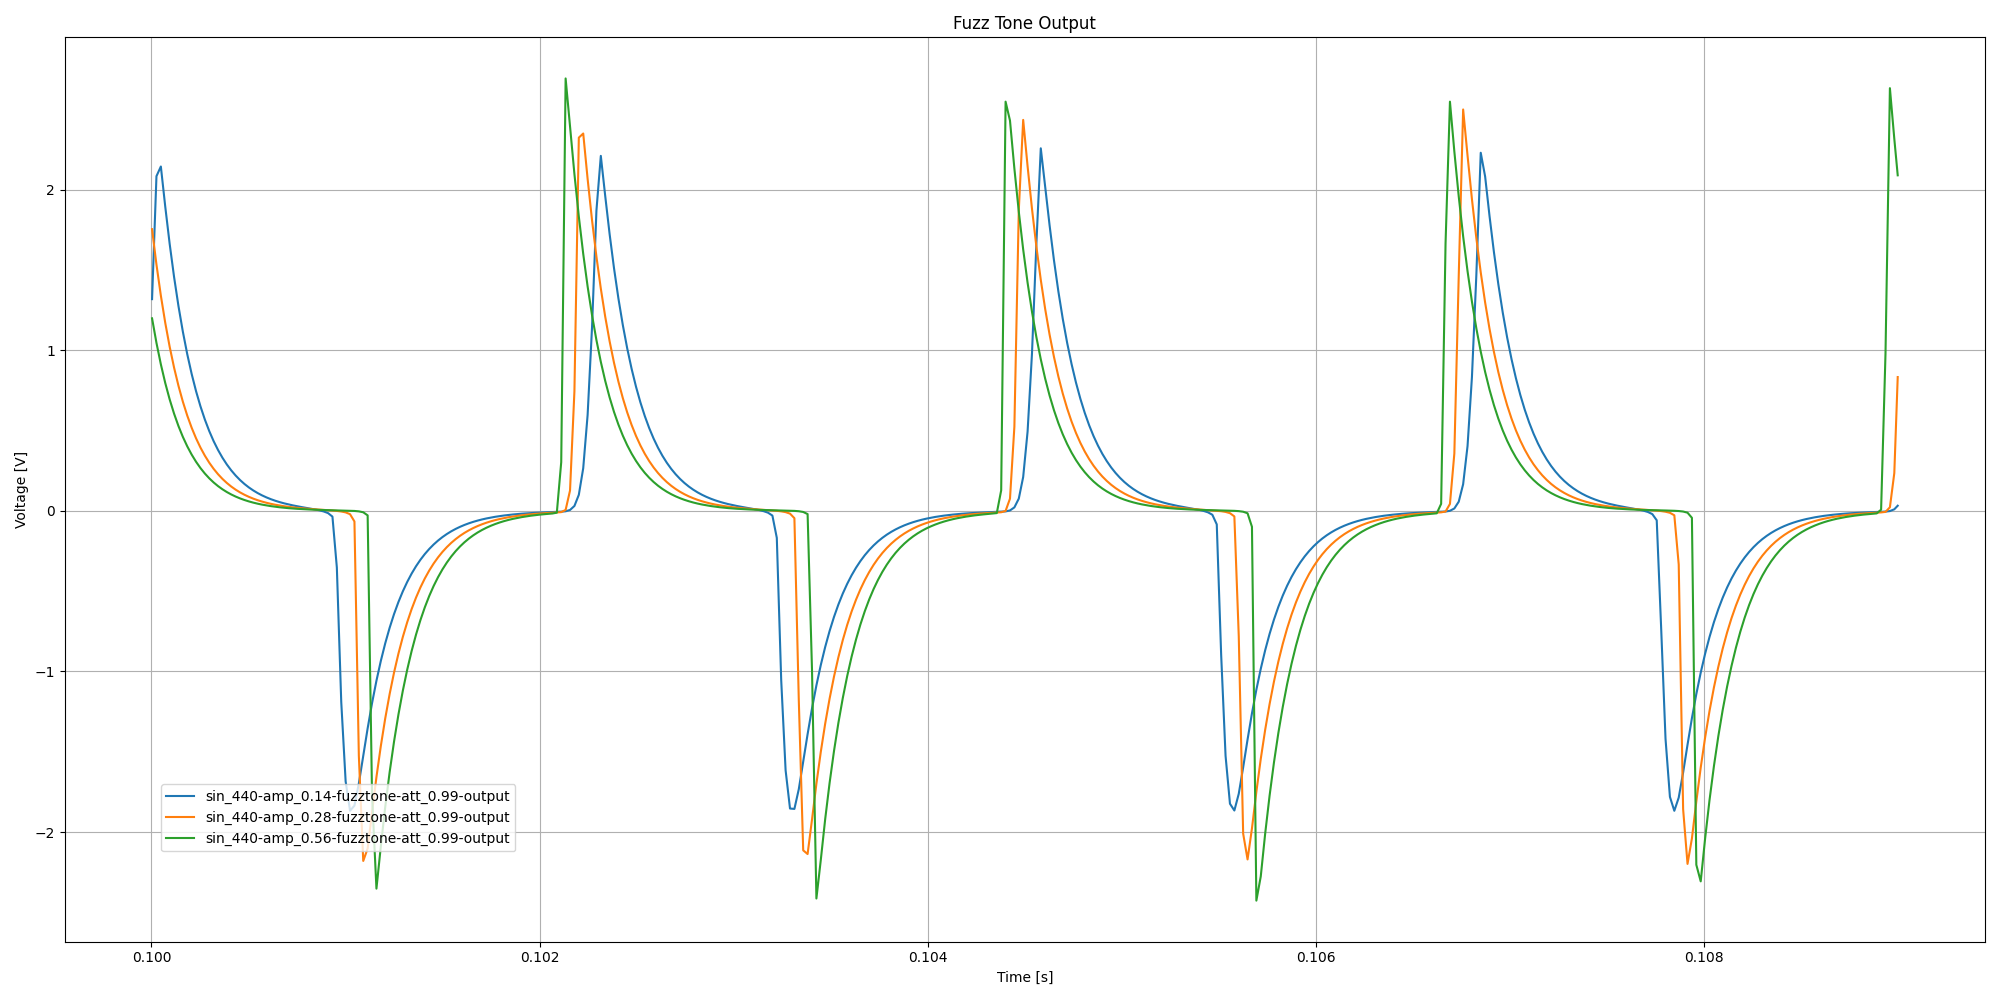 Fuzz Tone Output
Voltage [V]
2
1
0
−1
−2
sin_440-amp_0.14-fuzztone-att_0.99-output
sin_440-amp_0.28-fuzztone-att_0.99-output
sin_440-amp_0.56-fuzztone-att_0.99-output
0.100 0.102 0.104 0.106 0.108
Time [s]